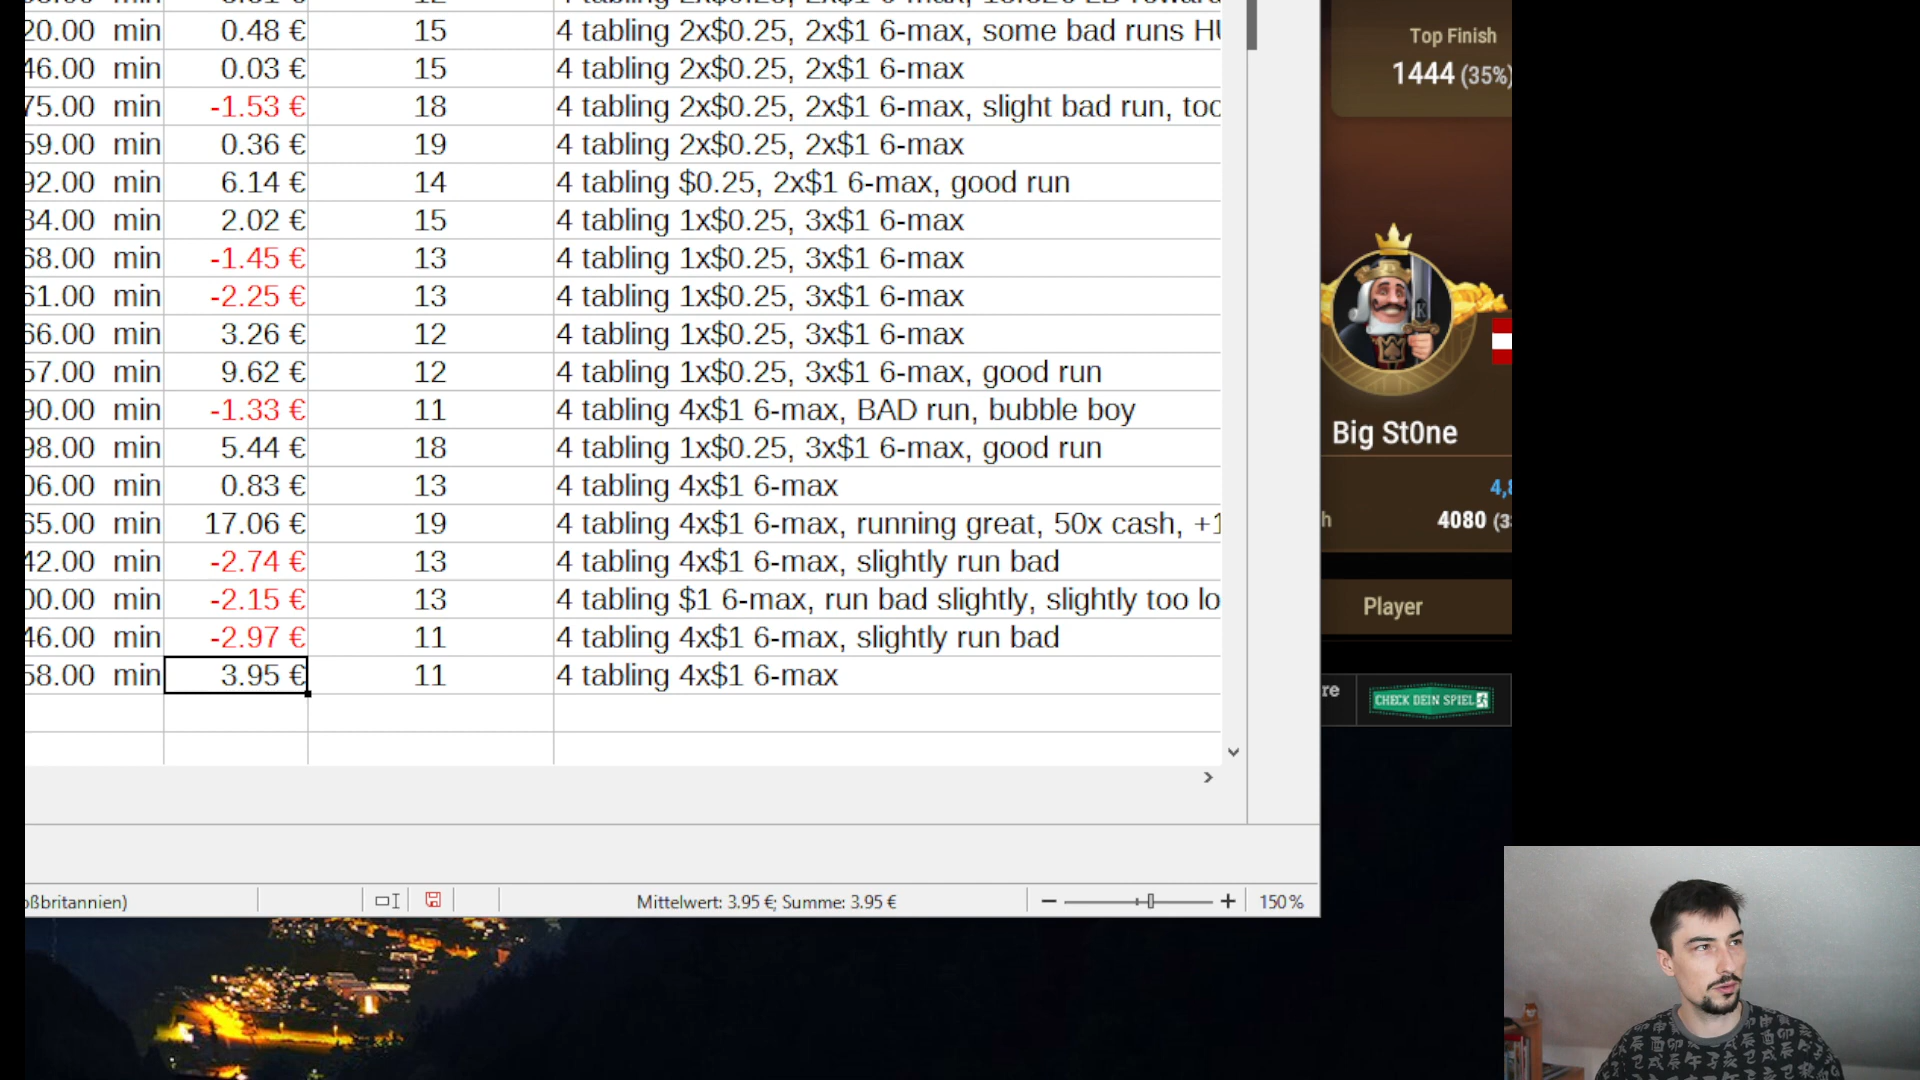 20.00 min 0.48 € 15 4 tabling 2x$0.25, 2x$1 6-max, some bad runs HU
46.00 min 0.03 € 15 4 tabling 2x$0.25, 2x$1 6-max
75.00 min -1.53 € 18 4 tabling 2x$0.25, 2x$1 6-max, slight bad run, too
59.00 min 0.36 € 19 4 tabling 2x$0.25, 2x$1 6-max
92.00 min 6.14 € 14 4 tabling $0.25, 2x$1 6-max, good run
34.00 min 2.02 € 15 4 tabling 1x$0.25, 3x$1 6-max
68.00 min -1.45 € 13 4 tabling 1x$0.25, 3x$1 6-max
61.00 min -2.25 € 13 4 tabling 1x$0.25, 3x$1 6-max
66.00 min 3.26 € 12 4 tabling 1x$0.25, 3x$1 6-max
57.00 min 9.62 € 12 4 tabling 1x$0.25, 3x$1 6-max, good run
90.00 min -1.33 € 11 4 tabling 4x$1 6-max, BAD run, bubble boy
98.00 min 5.44 € 18 4 tabling 1x$0.25, 3x$1 6-max, good run
06.00 min 0.83 € 13 4 tabling 4x$1 6-max
65.00 min 17.06 € 19 4 tabling 4x$1 6-max, running great, 50x cash, +1
42.00 min -2.74 € 13 4 tabling 4x$1 6-max, slightly run bad
00.00 min -2.15 € 13 4 tabling $1 6-max, run bad slightly, slightly too lo
46.00 min -2.97 € 11 4 tabling 4x$1 6-max, slightly run bad
58.00 min 3.95 € 11 4 tabling 4x$1 6-max
ßbritannien)
Mittelwert: 3.95 €; Summe: 3.95 €
150 %
Top Finish
1444 (35%)
K
Big St0ne
4,8
h 4080 (3
Player
re
CHECK DEIN SPIEL